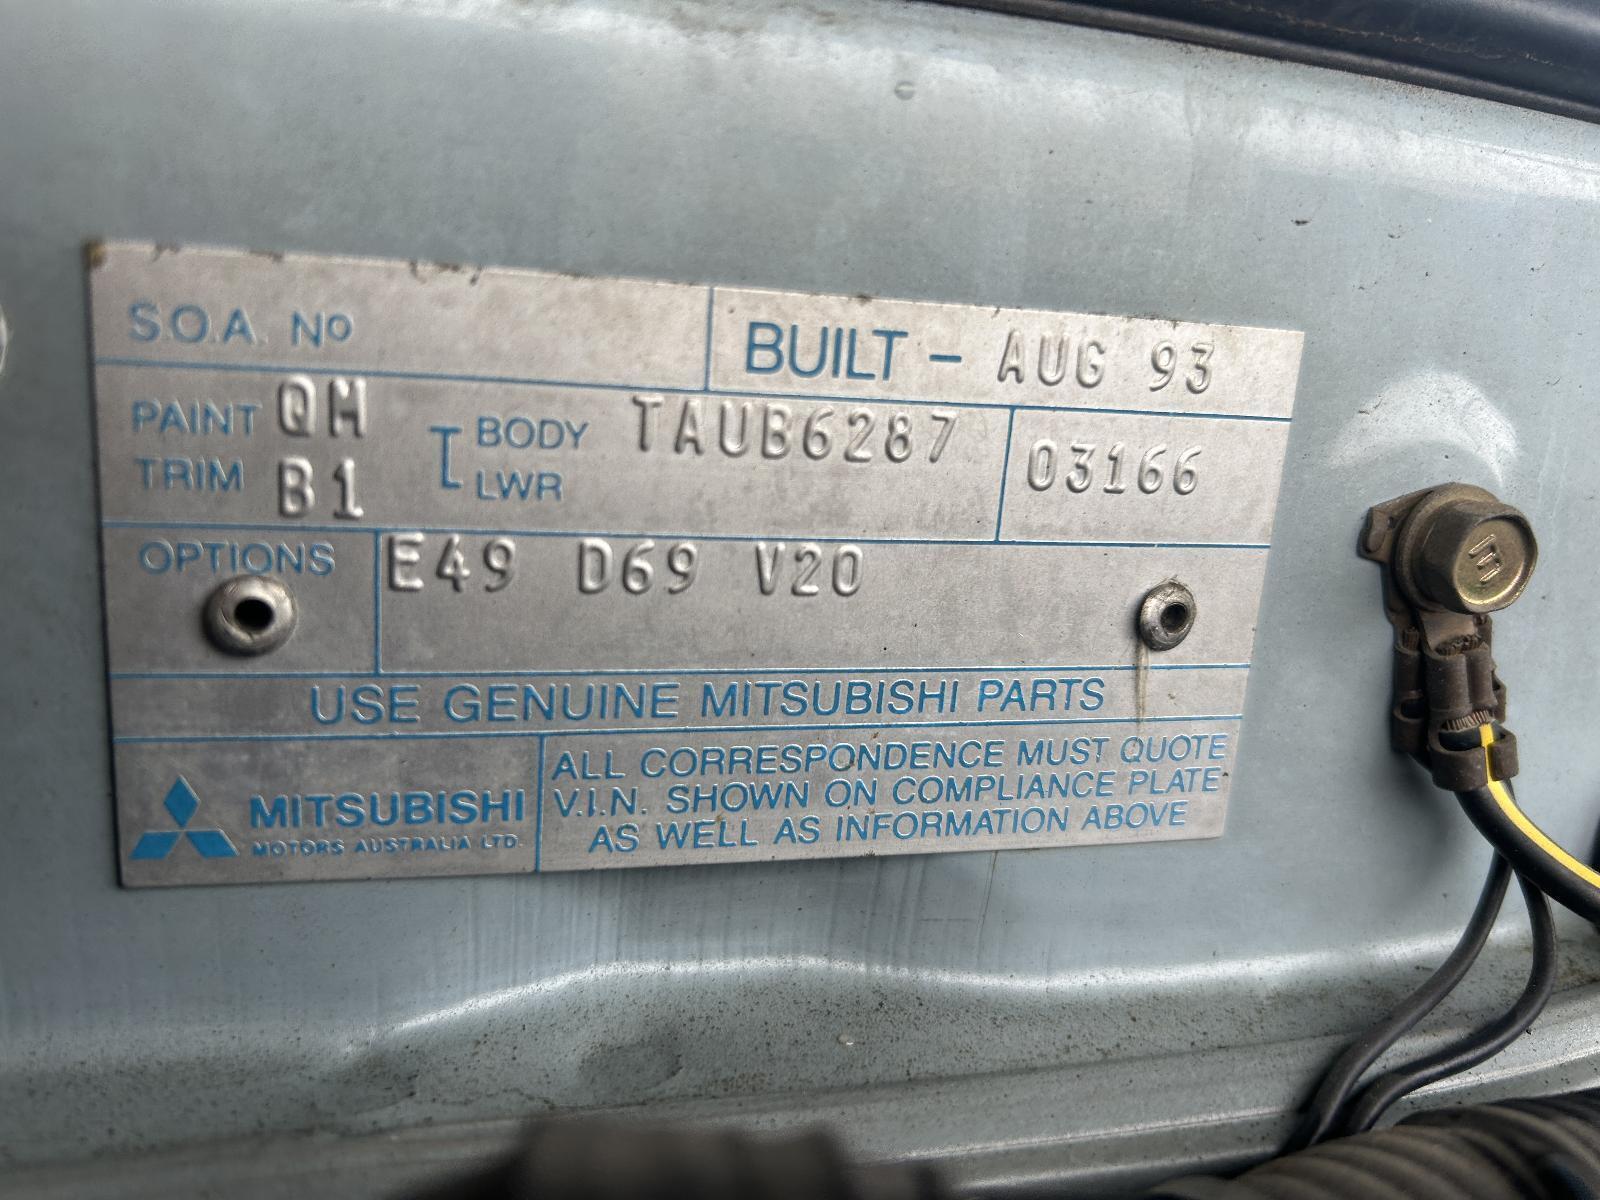 S.O.A. Nº
BUILT - AUG 93
PAINT QM
TRIM B1
BODY TAUB6287
LWR
03166
OPTIONS E49 D69 V20
USE GENUINE MITSUBISHI PARTS
MITSUBISHI
MOTORS AUSTRALIA LTD.
ALL CORRESPONDENCE MUST QUOTE
V.I.N. SHOWN ON COMPLIANCE PLATE
AS WELL AS INFORMATION ABOVE